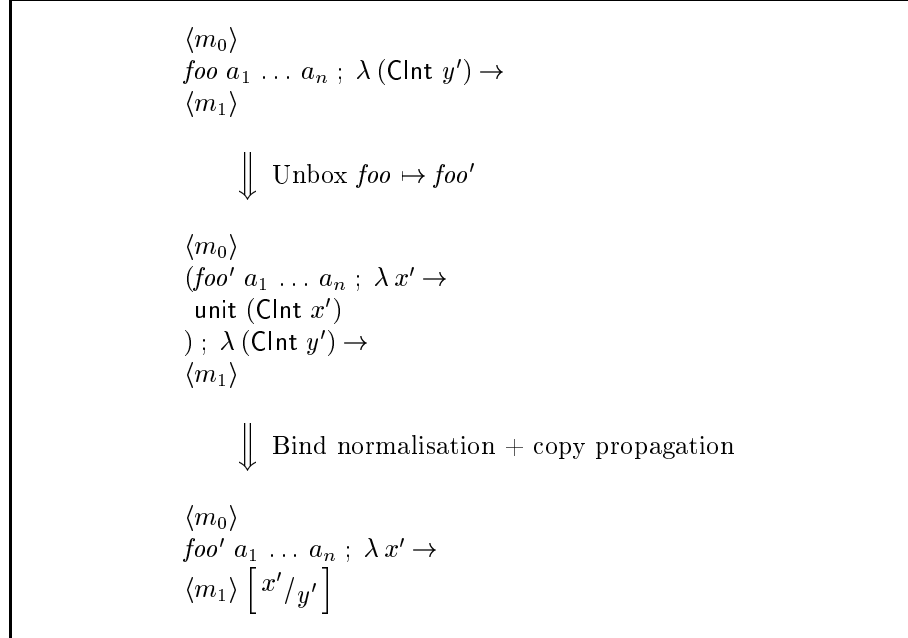 ⟨m₀⟩
foo a₁ … aₙ ; λ (CInt y′) →
⟨m₁⟩
⇓ Unbox foo ↦ foo′
⟨m₀⟩
(foo′ a₁ … aₙ ; λ x′ →
unit (CInt x′)
) ; λ (CInt y′) →
⟨m₁⟩
⇓ Bind normalisation + copy propagation
⟨m₀⟩
foo′ a₁ … aₙ ; λ x′ →
⟨m₁⟩ [x′/y′]